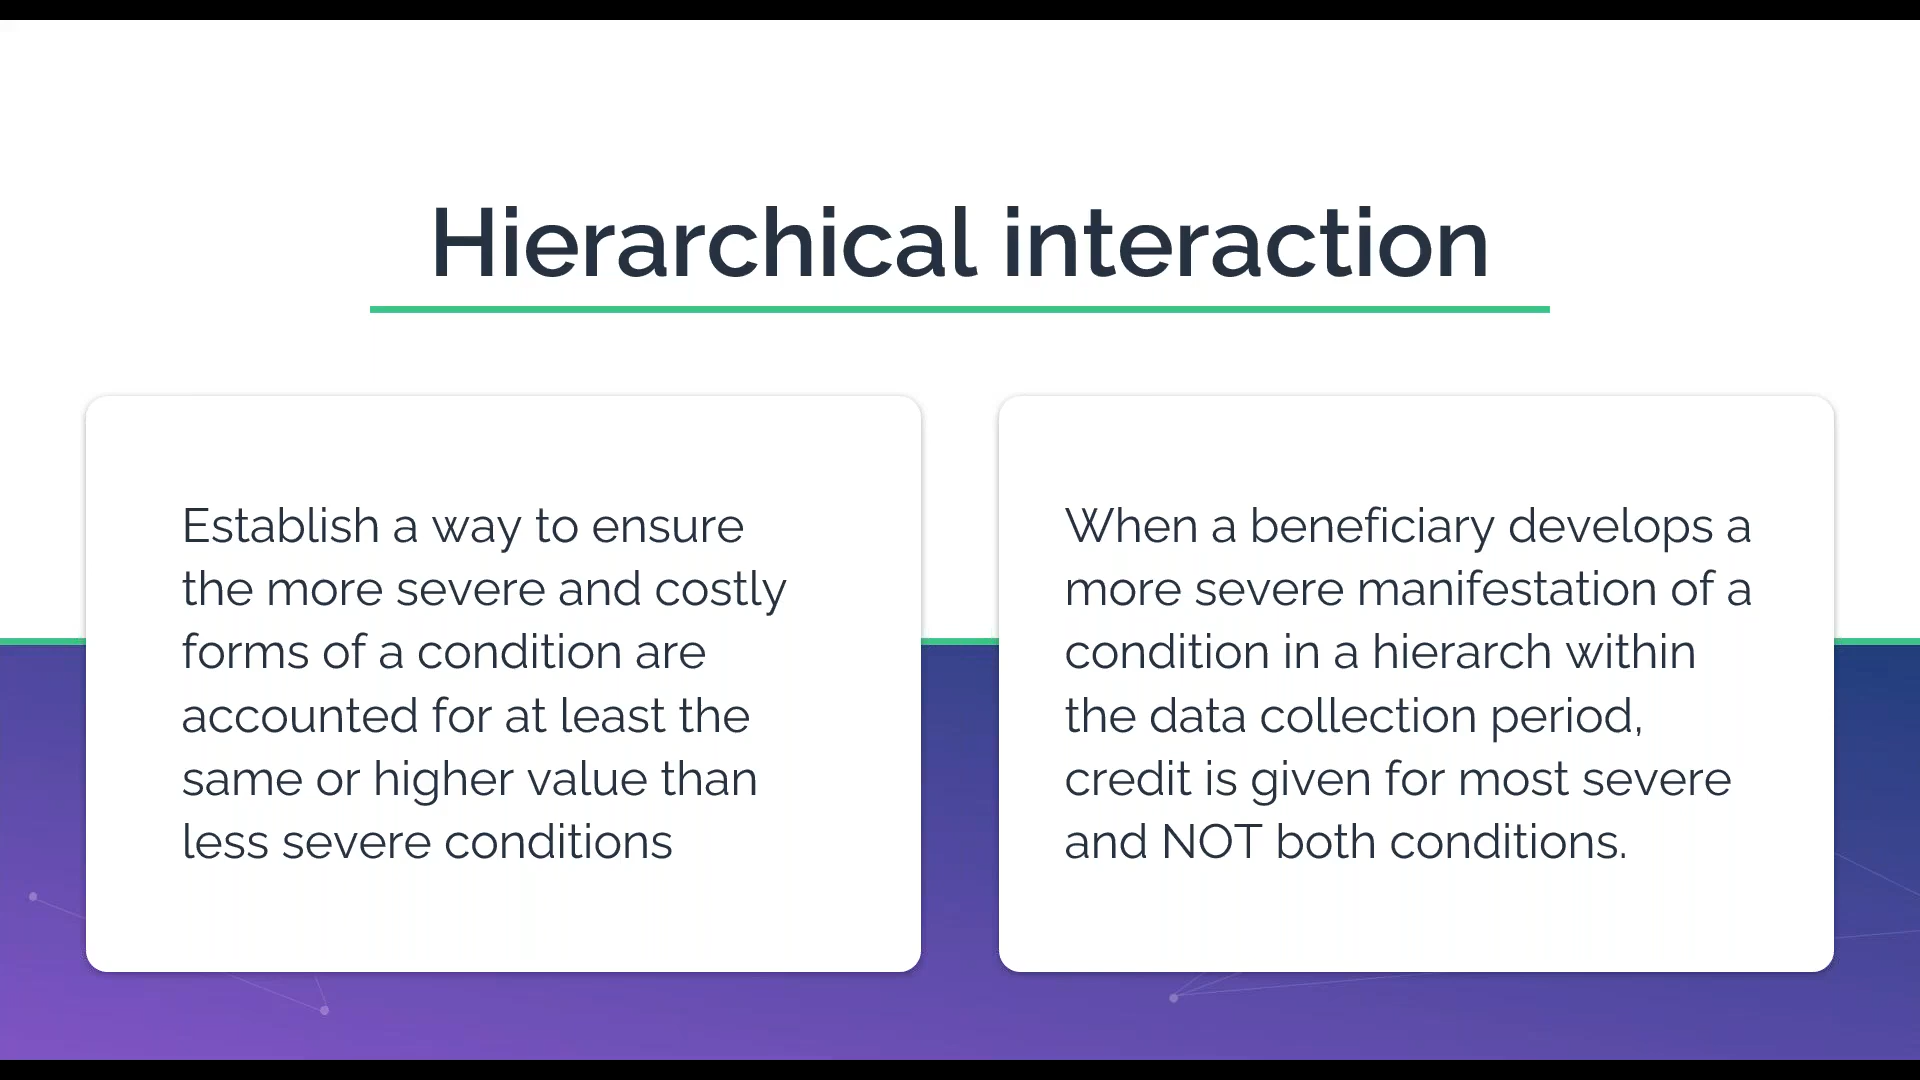 Hierarchical interaction
Establish a way to ensure
the more severe and costly
forms of a condition are
accounted for at least the
same or higher value than
less severe conditions
When a beneficiary develops a
more severe manifestation of a
condition in a hierarch within
the data collection period,
credit is given for most severe
and NOT both conditions.